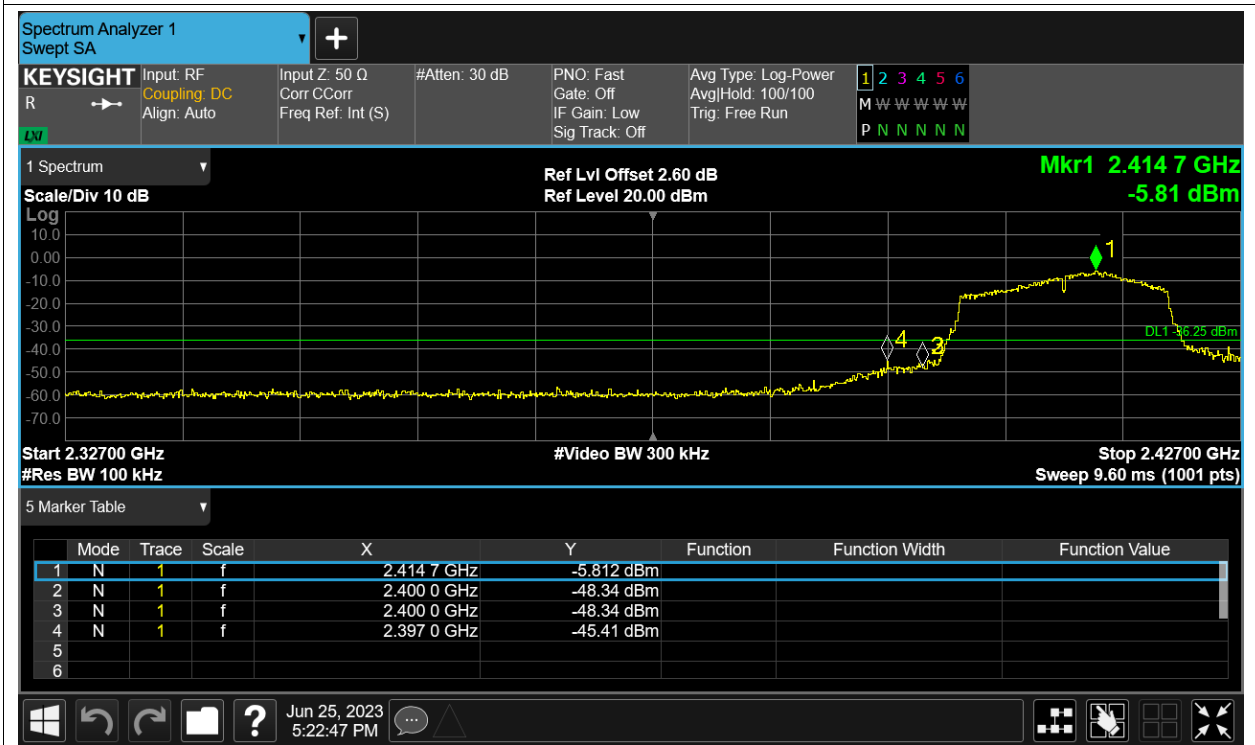 Spectrum Analyzer 1
Swept SA
KEYSIGHT Input: RF Input Z: 50 Ω #Atten: 30 dB PNO: Fast Avg Type: Log-Power 1 2 3 4 5 6
R Coupling: DC Corr CCorr Gate: Off Avg|Hold: 100/100 M W W W W W
Align: Auto Freq Ref: Int (S) IF Gain: Low Trig: Free Run
LXI Sig Track: Off P N N N N N
1 Spectrum Ref Lvl Offset 2.60 dB Mkr1 2.414 7 GHz
Scale/Div 10 dB Ref Level 20.00 dBm -5.81 dBm
Log
10.0
0.00 1
-10.0
-20.0
-30.0 DL1 -36.25 dBm
-40.0 4
-50.0
-60.0
-70.0
Start 2.32700 GHz #Video BW 300 kHz Stop 2.42700 GHz
#Res BW 100 kHz Sweep 9.60 ms (1001 pts)
5 Marker Table
Mode Trace Scale X Y Function Function Width Function Value
1 N 1 f 2.414 7 GHz -5.812 dBm
2 N 1 f 2.400 0 GHz -48.34 dBm
3 N 1 f 2.400 0 GHz -48.34 dBm
4 N 1 f 2.397 0 GHz -45.41 dBm
5
6
? Jun 25, 2023
5:22:47 PM